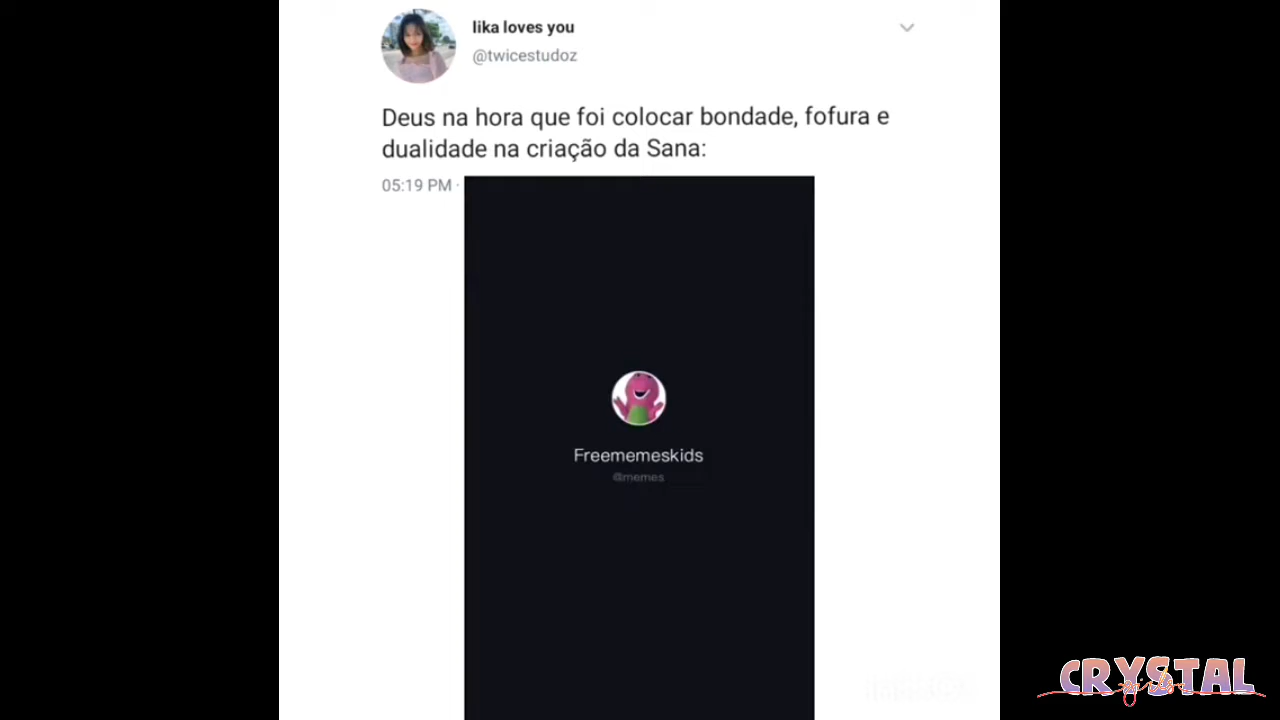 lika loves you
@twicestudoz
Deus na hora que foi colocar bondade, fofura e
dualidade na criação da Sana:
05:19 PM ·
Freememeskids
@memes
CRYSTAL
girls